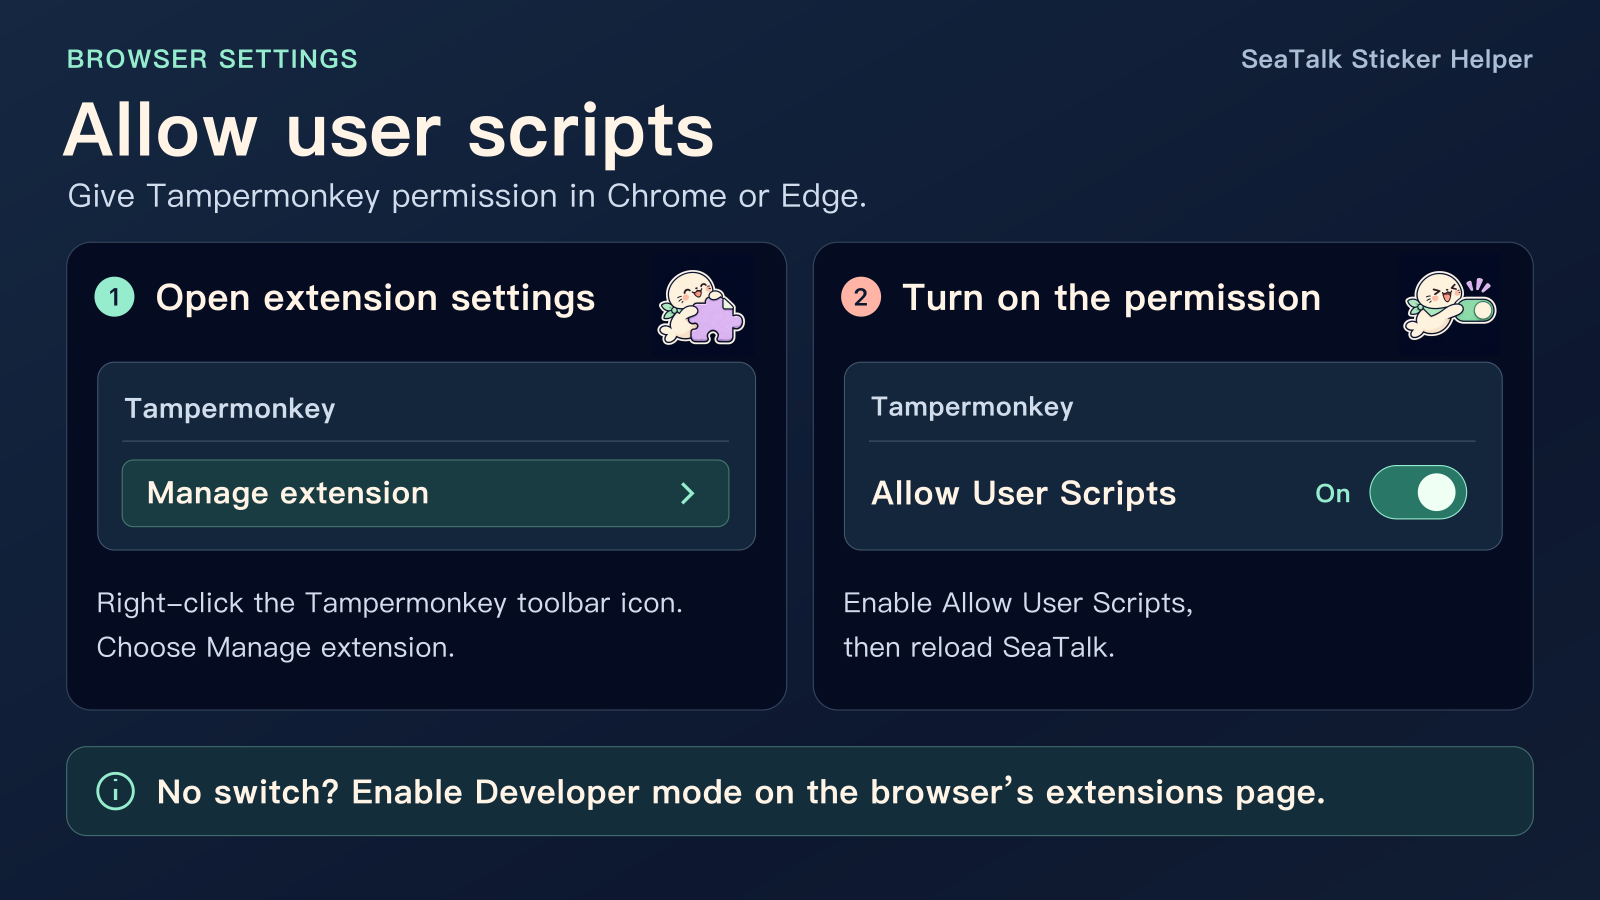 BROWSER SETTINGS
SeaTalk Sticker Helper
Allow user scripts
Give Tampermonkey permission in Chrome or Edge.
1 Open extension settings
Tampermonkey
Manage extension
Right–click the Tampermonkey toolbar icon.
Choose Manage extension.
2 Turn on the permission
Tampermonkey
Allow User Scripts On
Enable Allow User Scripts,
then reload SeaTalk.
No switch? Enable Developer mode on the browser’s extensions page.